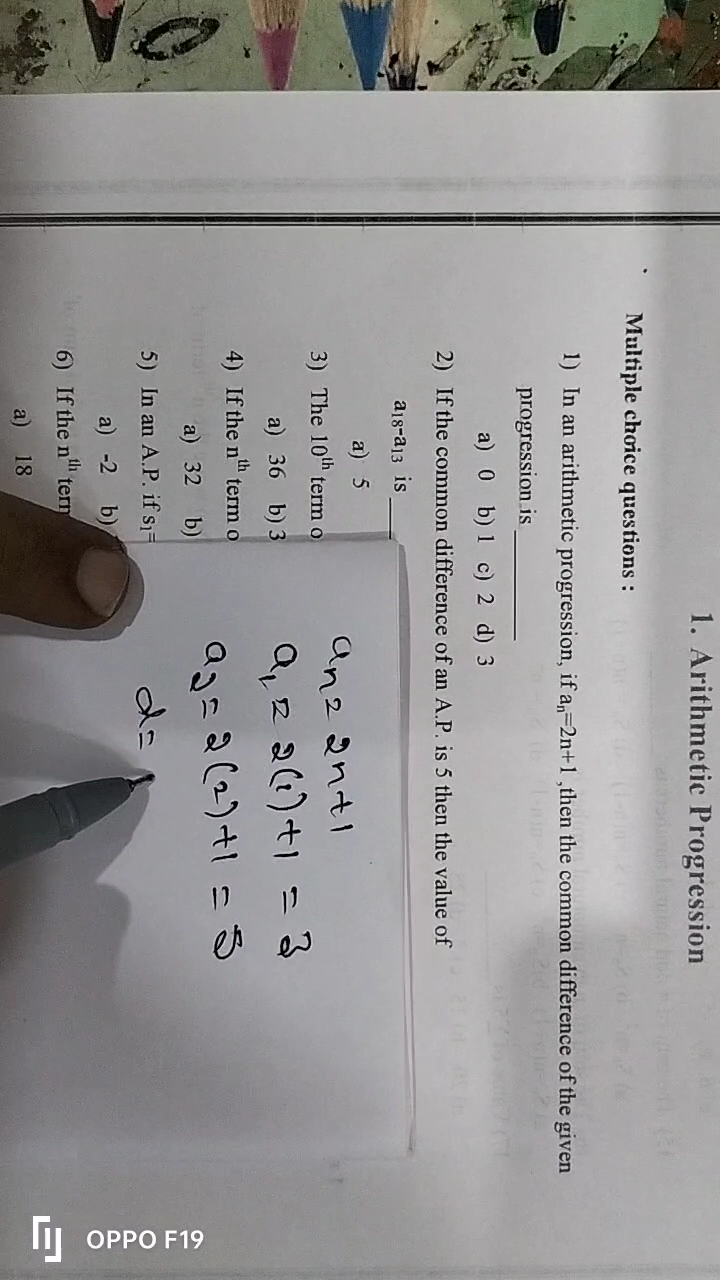 1. Arithmetic Progression
Multiple choice questions :
1) In an arithmetic progression, if aₙ=2n+1 ,then the common difference of the given
progression is ________
a) 0 b) 1 c) 2 d) 3
2) If the common difference of an A.P. is 5 then the value of
a₁₈-a₁₃ is
a) 5
3) The 10ᵗʰ term o
a) 36 b) 3
4) If the nᵗʰ term o
a) 32 b)
5) In an A.P. if s₁=
a) -2 b)
6) If the nᵗʰ term
a) 18
aₙ = 2n+1
a₁ = 2(1)+1 = 3
a₂ = 2(2)+1 = 5
d =
OPPO F19